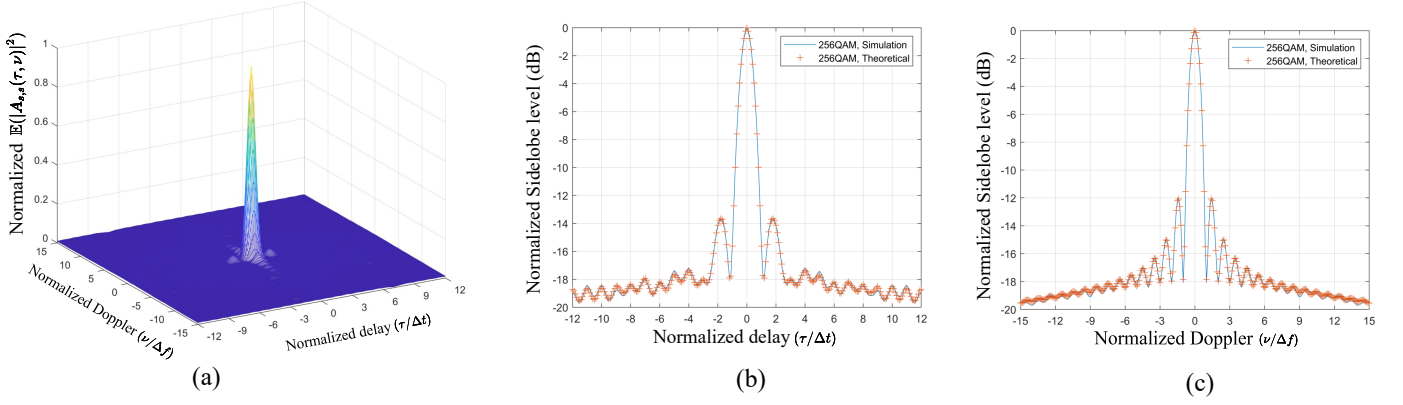 Normalized 𝔼(|A_{s,s}(τ, ν)|²)
1
0.8
0.6
0.4
0.2
0
15
10
5
0
-5
-10
-15
Normalized Doppler (ν/Δf)
-12
-9
-6
-3
0
3
6
9
12
Normalized delay (τ/Δt)
(a)
Normalized Sidelobe level (dB)
0
-2
-4
-6
-8
-10
-12
-14
-16
-18
-20
256QAM, Simulation
256QAM, Theoretical
-12 -10 -8 -6 -4 -2 0 2 4 6 8 10 12
Normalized delay (τ/Δt)
(b)
Normalized Sidelobe level (dB)
0
-2
-4
-6
-8
-10
-12
-14
-16
-18
-20
256QAM, Simulation
256QAM, Theoretical
-15 -12 -9 -6 -3 0 3 6 9 12 15
Normalized Doppler (ν/Δf)
(c)